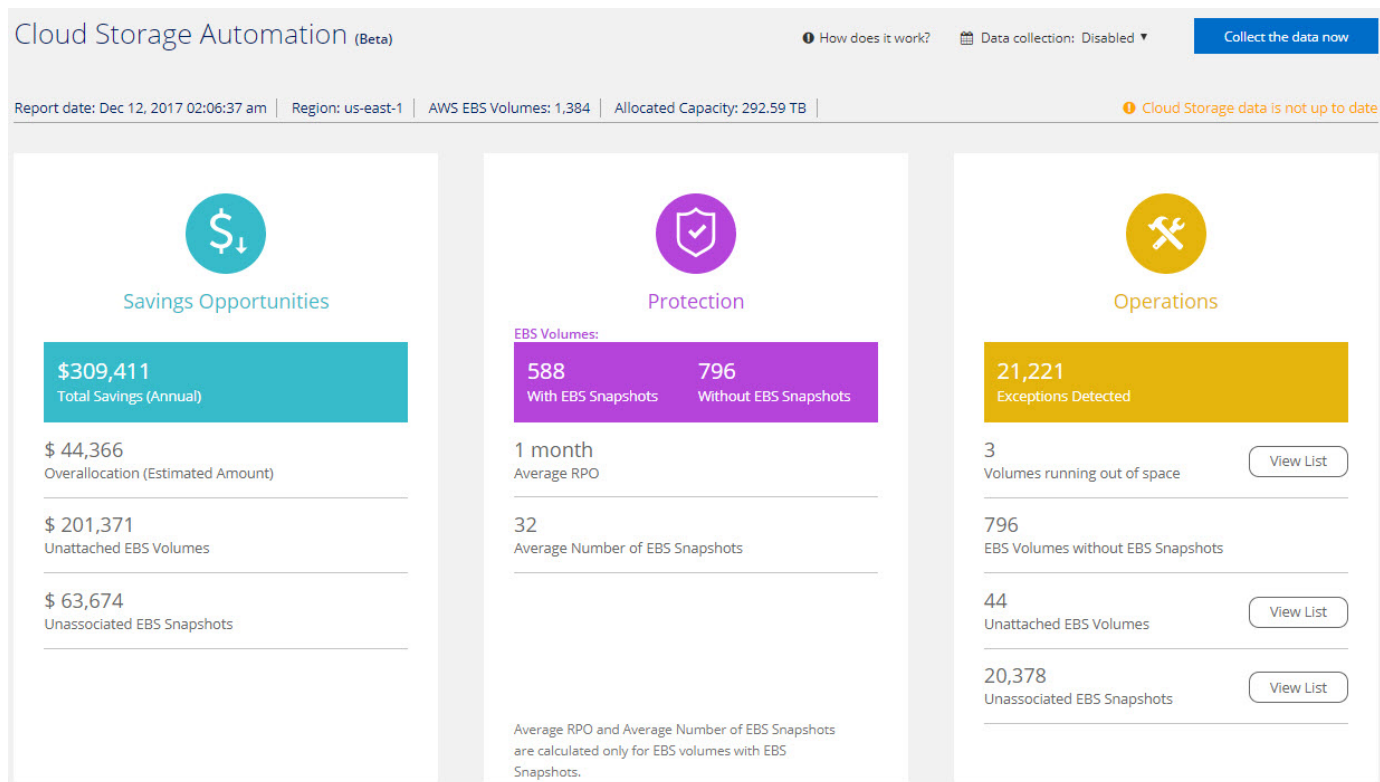 Cloud Storage Automation (Beta)
How does it work?
Data collection: Disabled
Collect the data now
Report date: Dec 12, 2017 02:06:37 am
Region: us-east-1
AWS EBS Volumes: 1,384
Allocated Capacity: 292.59 TB
Cloud Storage data is not up to date
Savings Opportunities
$309,411
Total Savings (Annual)
$ 44,366
Overallocation (Estimated Amount)
$ 201,371
Unattached EBS Volumes
$ 63,674
Unassociated EBS Snapshots
Protection
EBS Volumes:
588
With EBS Snapshots
796
Without EBS Snapshots
1 month
Average RPO
32
Average Number of EBS Snapshots
Average RPO and Average Number of EBS Snapshots
are calculated only for EBS volumes with EBS
Snapshots.
Operations
21,221
Exceptions Detected
3
Volumes running out of space
View List
796
EBS Volumes without EBS Snapshots
44
Unattached EBS Volumes
View List
20,378
Unassociated EBS Snapshots
View List